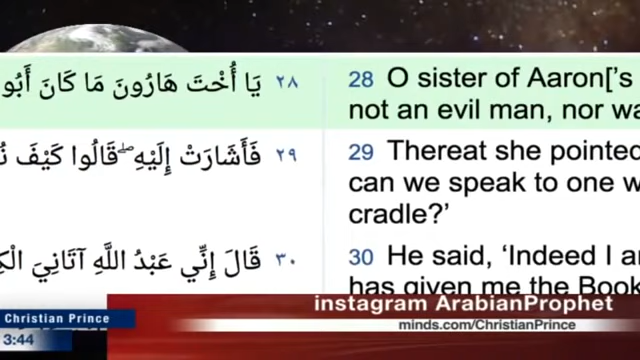 ٢٨ يَا أُخْتَ هَارُونَ مَا كَانَ أَبُو
28 O sister of Aaron['s
not an evil man, nor wa
٢٩ فَأَشَارَتْ إِلَيْهِ ۖ قَالُوا كَيْفَ نُ
29 Thereat she pointed
can we speak to one w
cradle?'
٣٠ قَالَ إِنِّي عَبْدُ اللَّهِ آتَانِيَ الْكِ
30 He said, 'Indeed I a
has given me the Book
instagram ArabianProphet
Christian Prince
minds.com/ChristianPrince
3:44